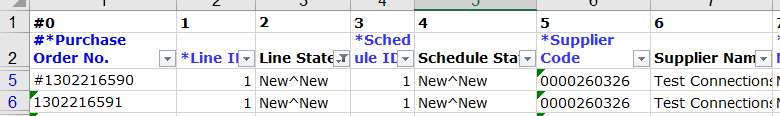 1 2 3 4 5 6 7
1 #0 1 2 3 4 5 6
2 #*Purchase Order No. *Line I Line State *Sched ule ID Schedule Sta *Supplier Code Supplier Nam
5 #1302216590 1 New^New 1 New^New 0000260326 Test Connections
6 1302216591 1 New^New 1 New^New 0000260326 Test Connections